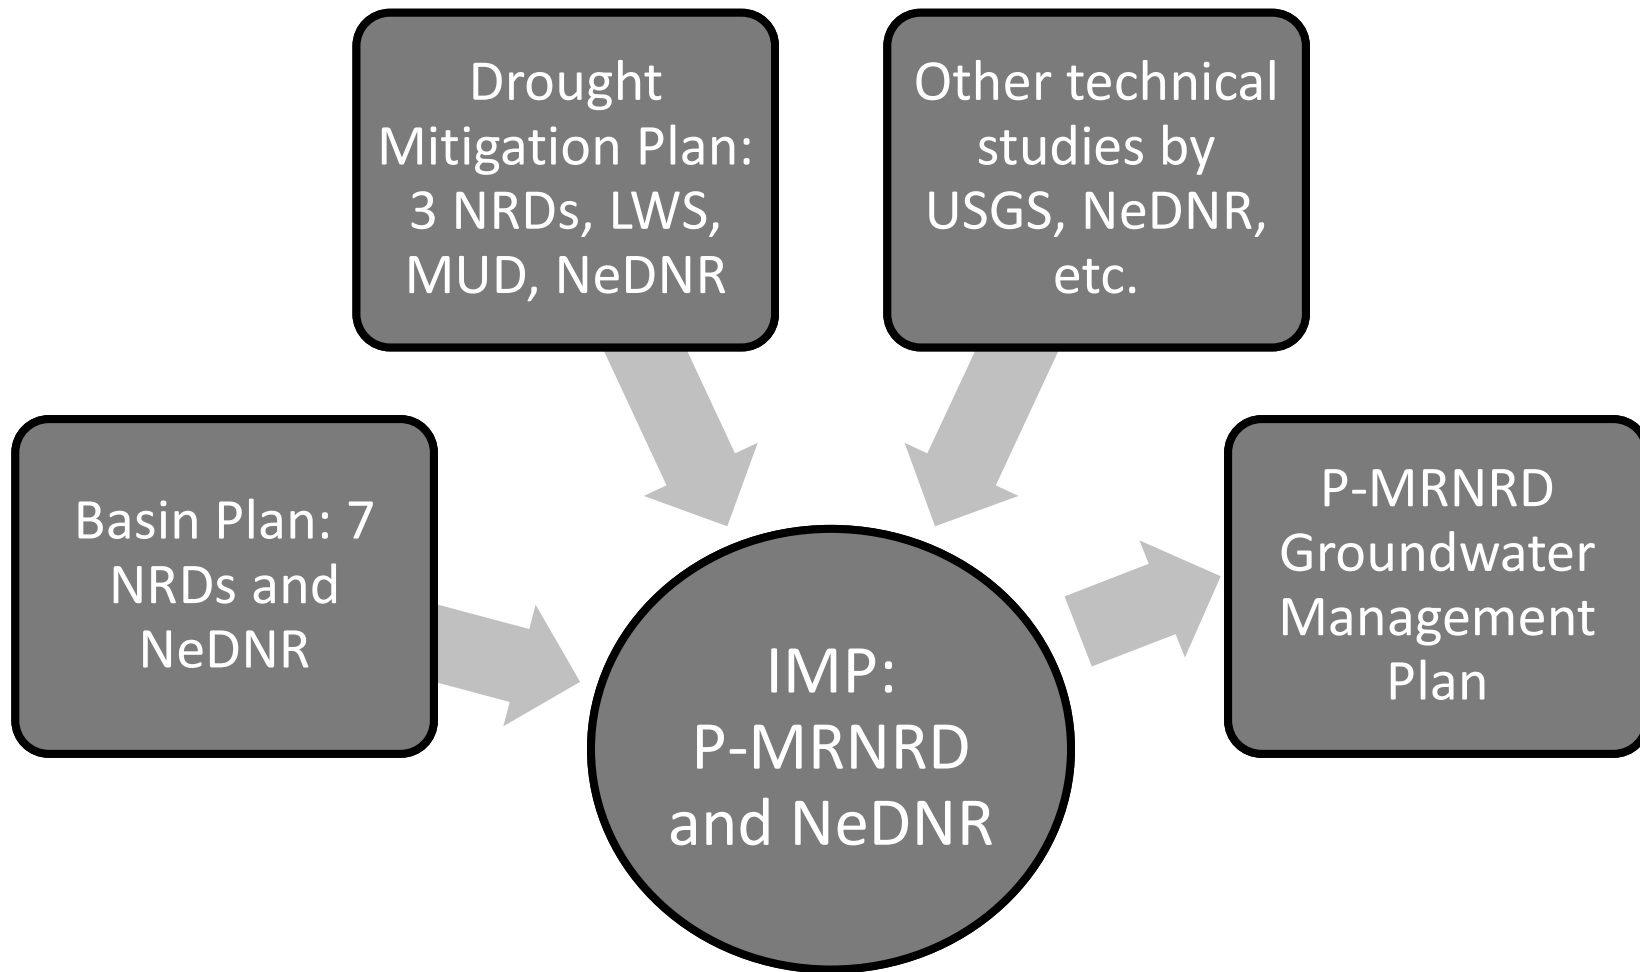 Drought
Mitigation Plan:
3 NRDs, LWS,
MUD, NeDNR
Other technical
studies by
USGS, NeDNR,
etc.
Basin Plan: 7
NRDs and
NeDNR
IMP:
P-MRNRD
and NeDNR
P-MRNRD
Groundwater
Management
Plan